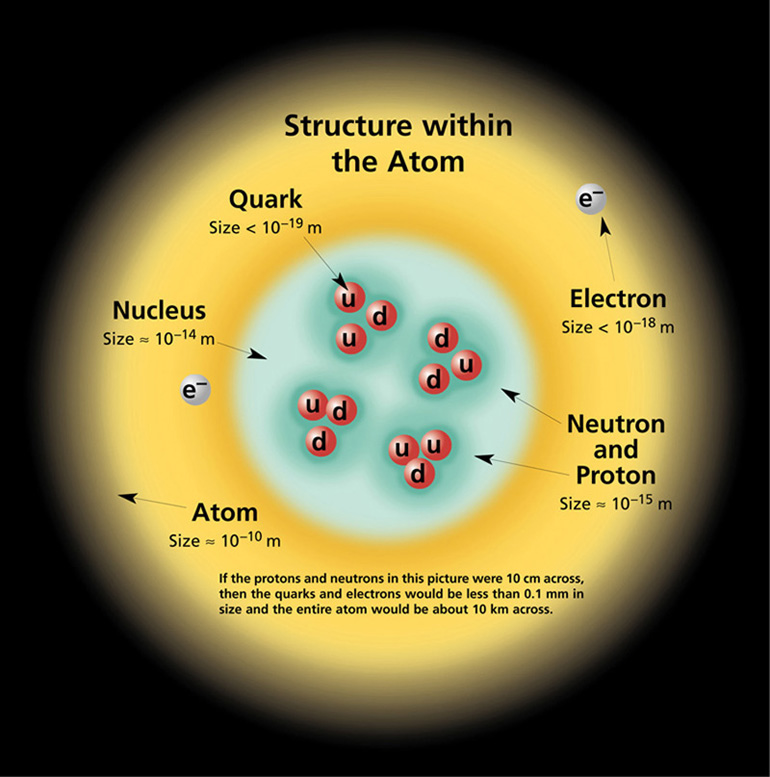 Structure within
the Atom
Quark
Size < 10⁻¹⁹ m
e⁻
Nucleus
Size ≈ 10⁻¹⁴ m
Electron
Size < 10⁻¹⁸ m
u
d
u
d
u
d
e⁻
u
d
d
u
u
d
Neutron
and
Proton
Size ≈ 10⁻¹⁵ m
Atom
Size ≈ 10⁻¹⁰ m
If the protons and neutrons in this picture were 10 cm across,
then the quarks and electrons would be less than 0.1 mm in
size and the entire atom would be about 10 km across.